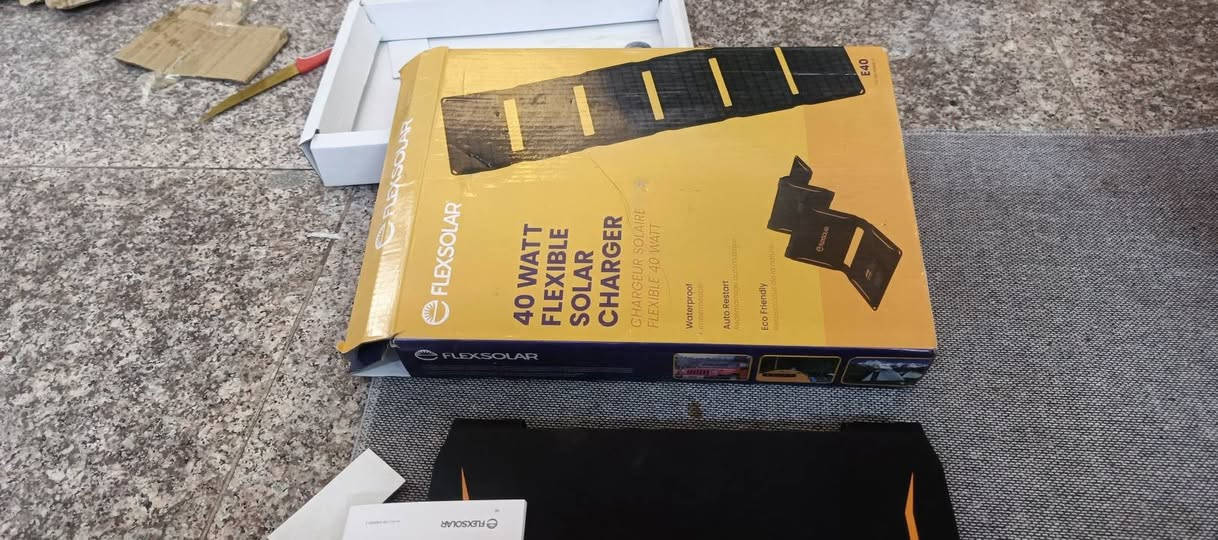 FLEXSOLAR
FLEXSOLAR
40 WATT
FLEXIBLE
SOLAR
CHARGER
CHARGEUR SOLAIRE
FLEXIBLE 40 WATT
Waterproof
Auto Restart
Eco Friendly
E40
FLEXSOLAR
FLEXSOLAR